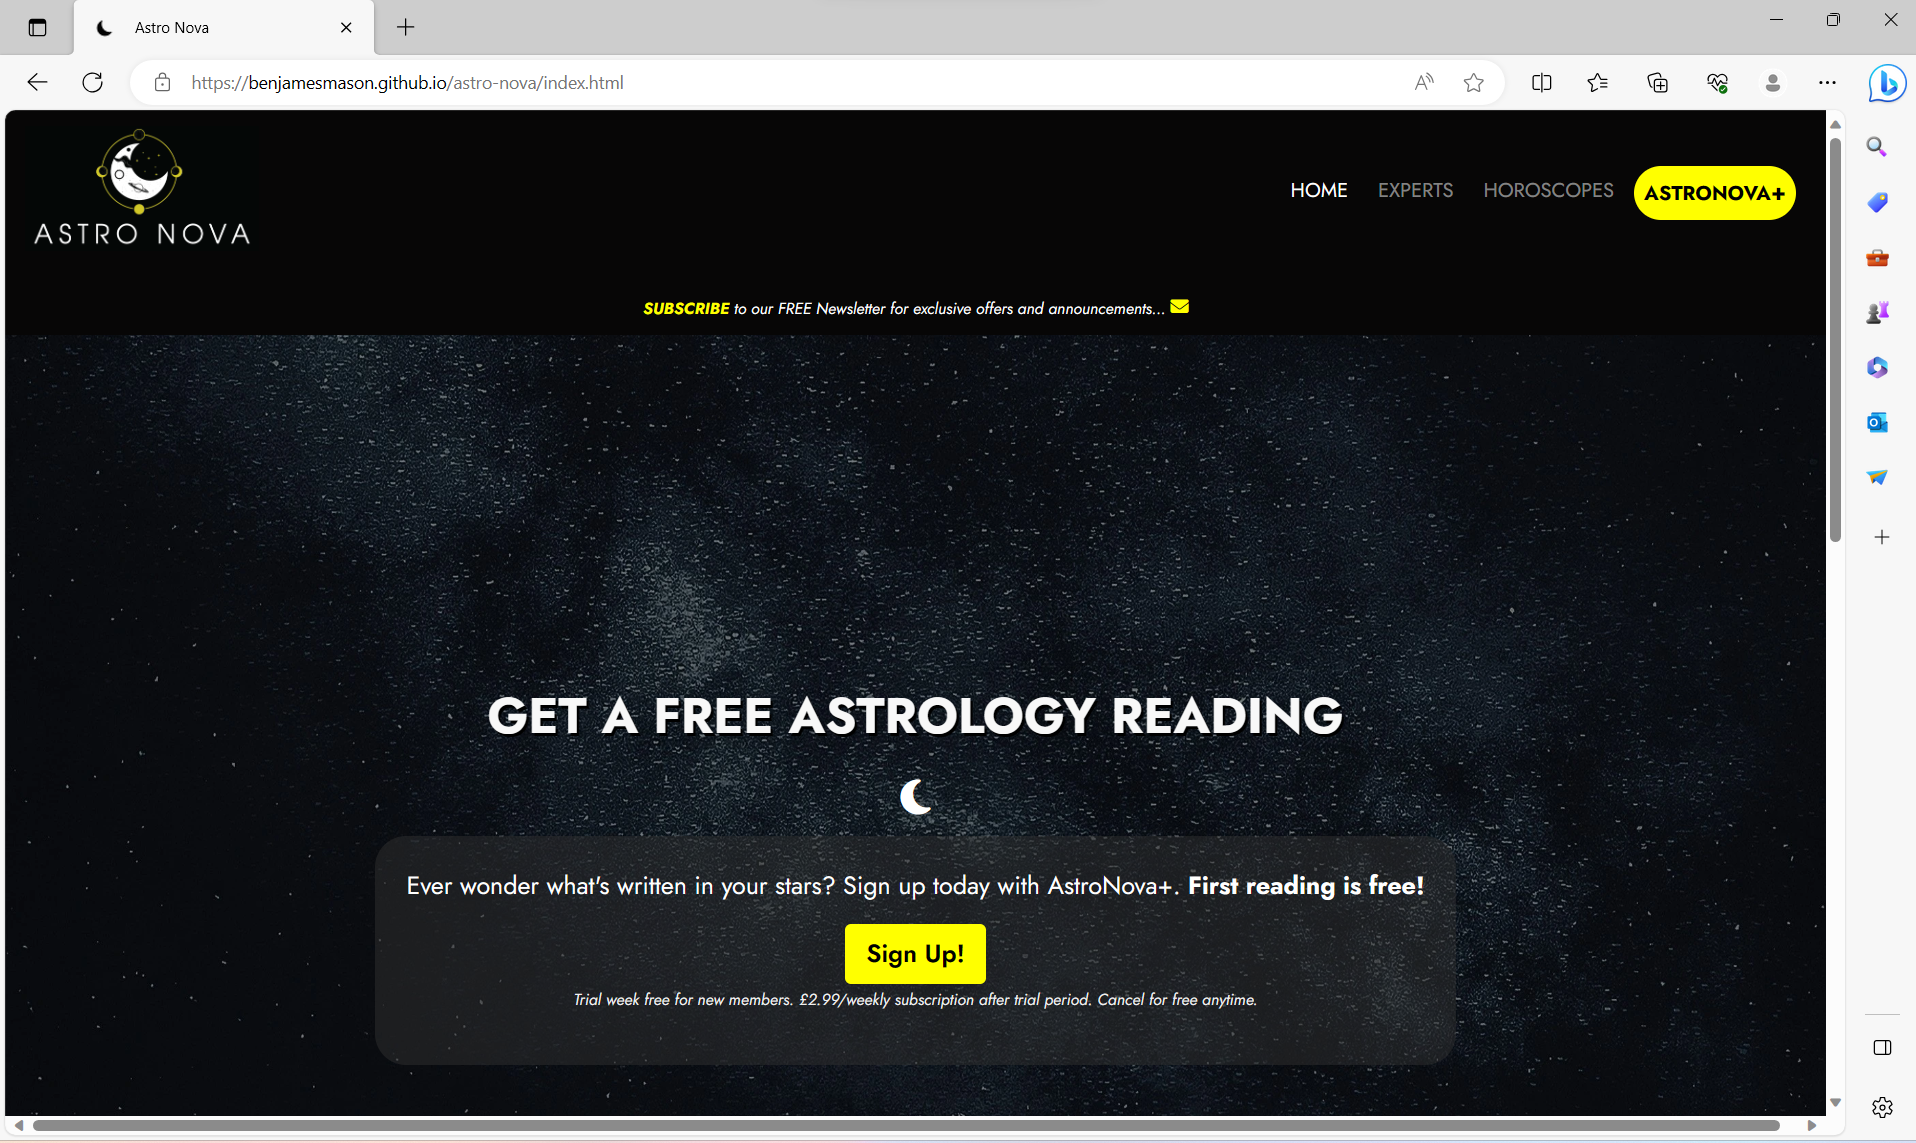 Astro Nova
https://benjamesmason.github.io/astro-nova/index.html
ASTRO NOVA
HOME EXPERTS HOROSCOPES ASTRONOVA+
SUBSCRIBE to our FREE Newsletter for exclusive offers and announcements...
GET A FREE ASTROLOGY READING
Ever wonder what's written in your stars? Sign up today with AstroNova+. First reading is free!
Sign Up!
Trial week free for new members. £2.99/weekly subscription after trial period. Cancel for free anytime.